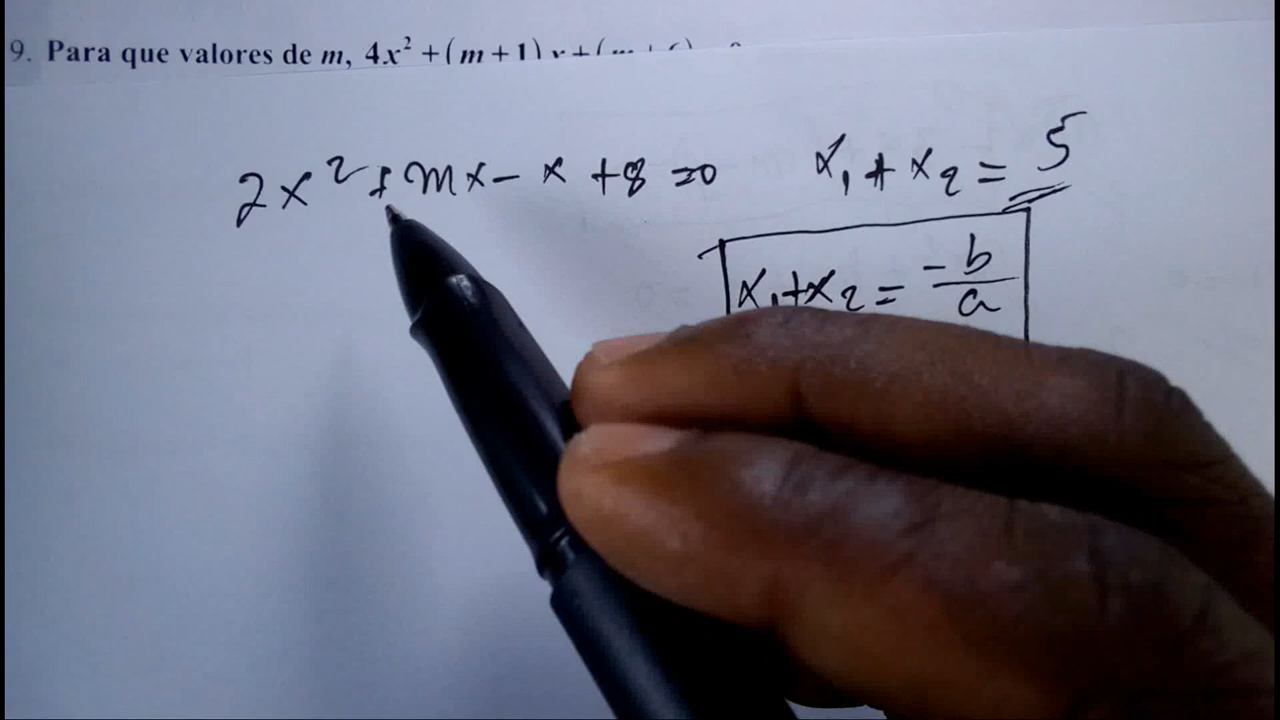 9. Para que valores de m, 4x² + (m + 1) x + (m
2x² + mx - x + 8 = 0
x₁ + x₂ = 5
x₁ + x₂ = -b/a